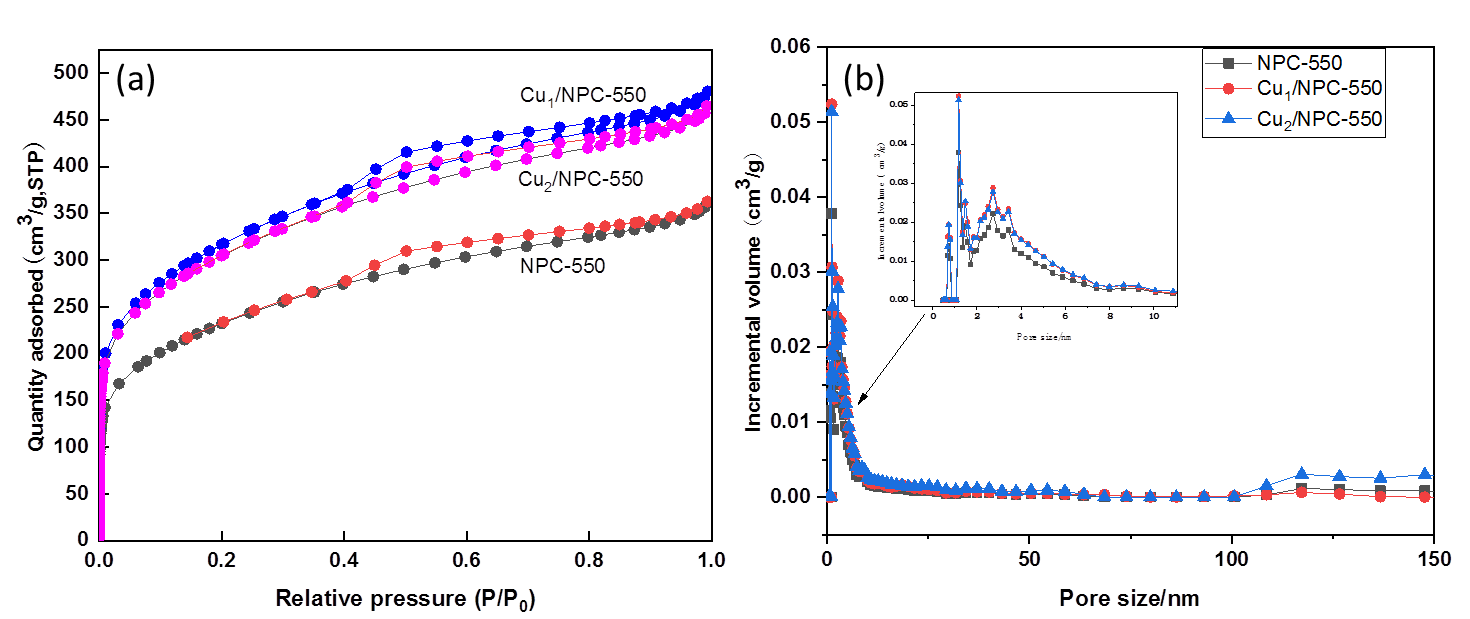 (a)
Quantity adsorbed (cm³/g,STP)
500
450
400
350
300
250
200
150
100
50
0
Cu₁/NPC-550
Cu₂/NPC-550
NPC-550
0.0 0.2 0.4 0.6 0.8 1.0
Relative pressure (P/P₀)
(b)
Incremental volume (cm³/g)
0.06
0.05
0.04
0.03
0.02
0.01
0.00
NPC-550
Cu₁/NPC-550
Cu₂/NPC-550
Incremental volume (cm³/g)
0.05
0.04
0.03
0.02
0.01
0.00
0 2 4 6 8 10
Pore size/nm
0 50 100 150
Pore size/nm